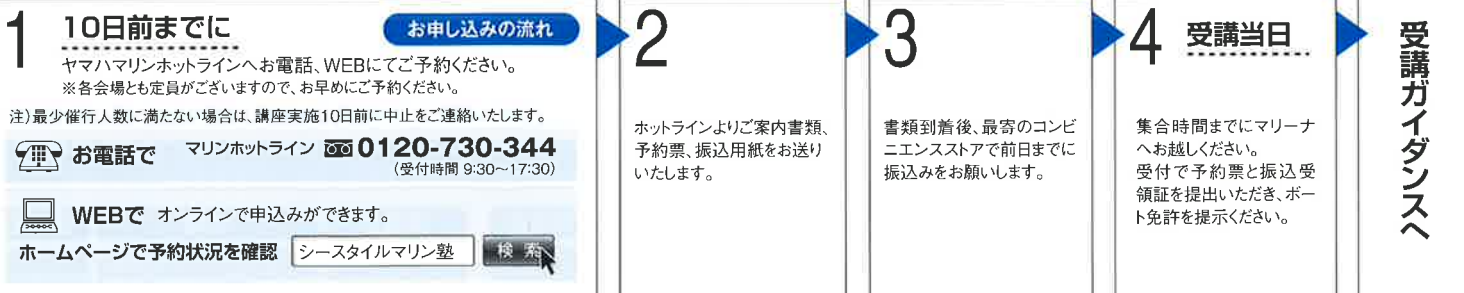 1 10日前までに お申し込みの流れ
ヤマハマリンホットラインへお電話、WEBにてご予約ください。
※各会場とも定員がございますので、お早めにご予約ください。
注)最少催行人数に満たない場合は、講座実施10日前に中止をご連絡いたします。
お電話で マリンホットライン 0120-730-344
(受付時間 9:30〜17:30)
WEBで オンラインで申込みができます。
ホームページで予約状況を確認 シースタイルマリン塾 検索
2
ホットラインよりご案内書類、
予約票、振込用紙をお送り
いたします。
3
書類到着後、最寄のコンビ
ニエンスストアで前日までに
振込みをお願いします。
4 受講当日
集合時間までにマリーナ
へお越しください。
受付で予約票と振込受
領証を提出いただき、ボー
ト免許を提示ください。
受講ガイダンスへ